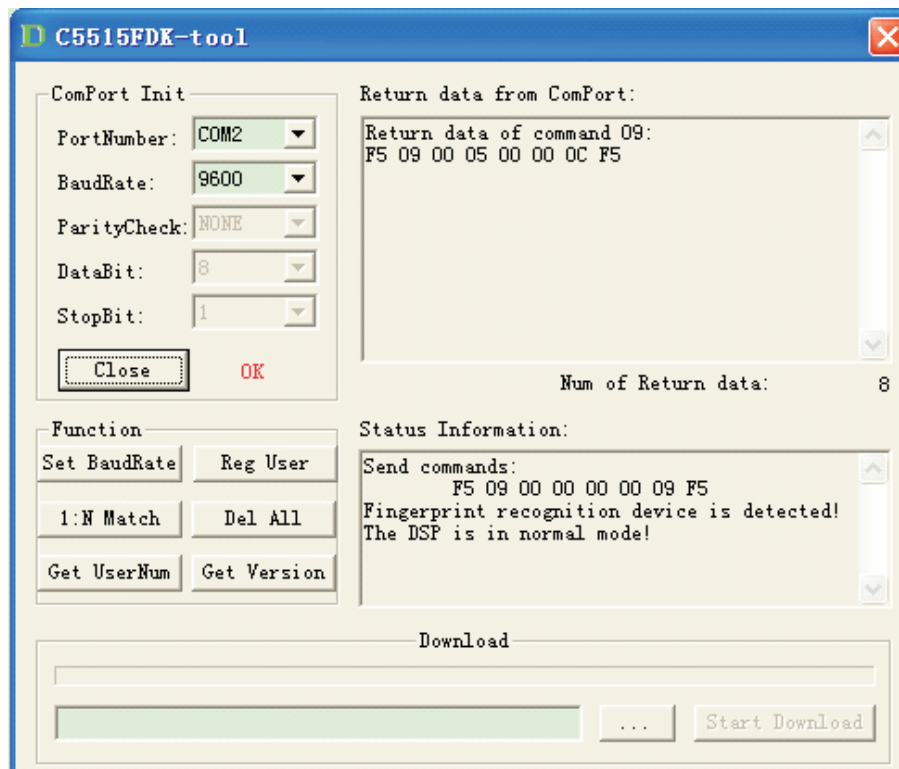 D C5515FDK-tool
ComPort Init
PortNumber: COM2
BaudRate: 9600
ParityCheck: NONE
DataBit: 8
StopBit: 1
Close OK
Return data from ComPort:
Return data of command 09:
F5 09 00 05 00 00 0C F5
Num of Return data: 8
Function
Set BaudRate Reg User
1:N Match Del All
Get UserNum Get Version
Status Information:
Send commands:
F5 09 00 00 00 00 09 F5
Fingerprint recognition device is detected!
The DSP is in normal mode!
Download
... Start Download